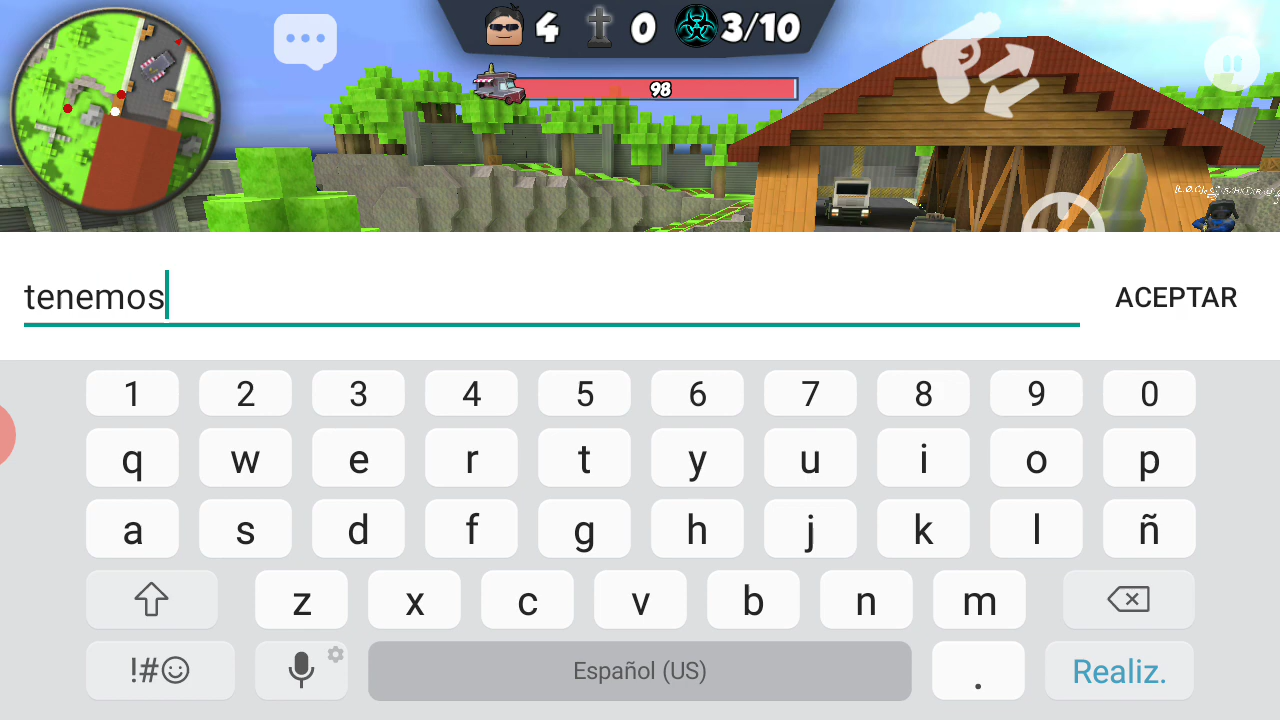 4 0 3/10
98
tenemos
ACEPTAR
1 2 3 4 5 6 7 8 9 0
q w e r t y u i o p
a s d f g h j k l ñ
z x c v b n m
!#☺ Español (US) . Realiz.